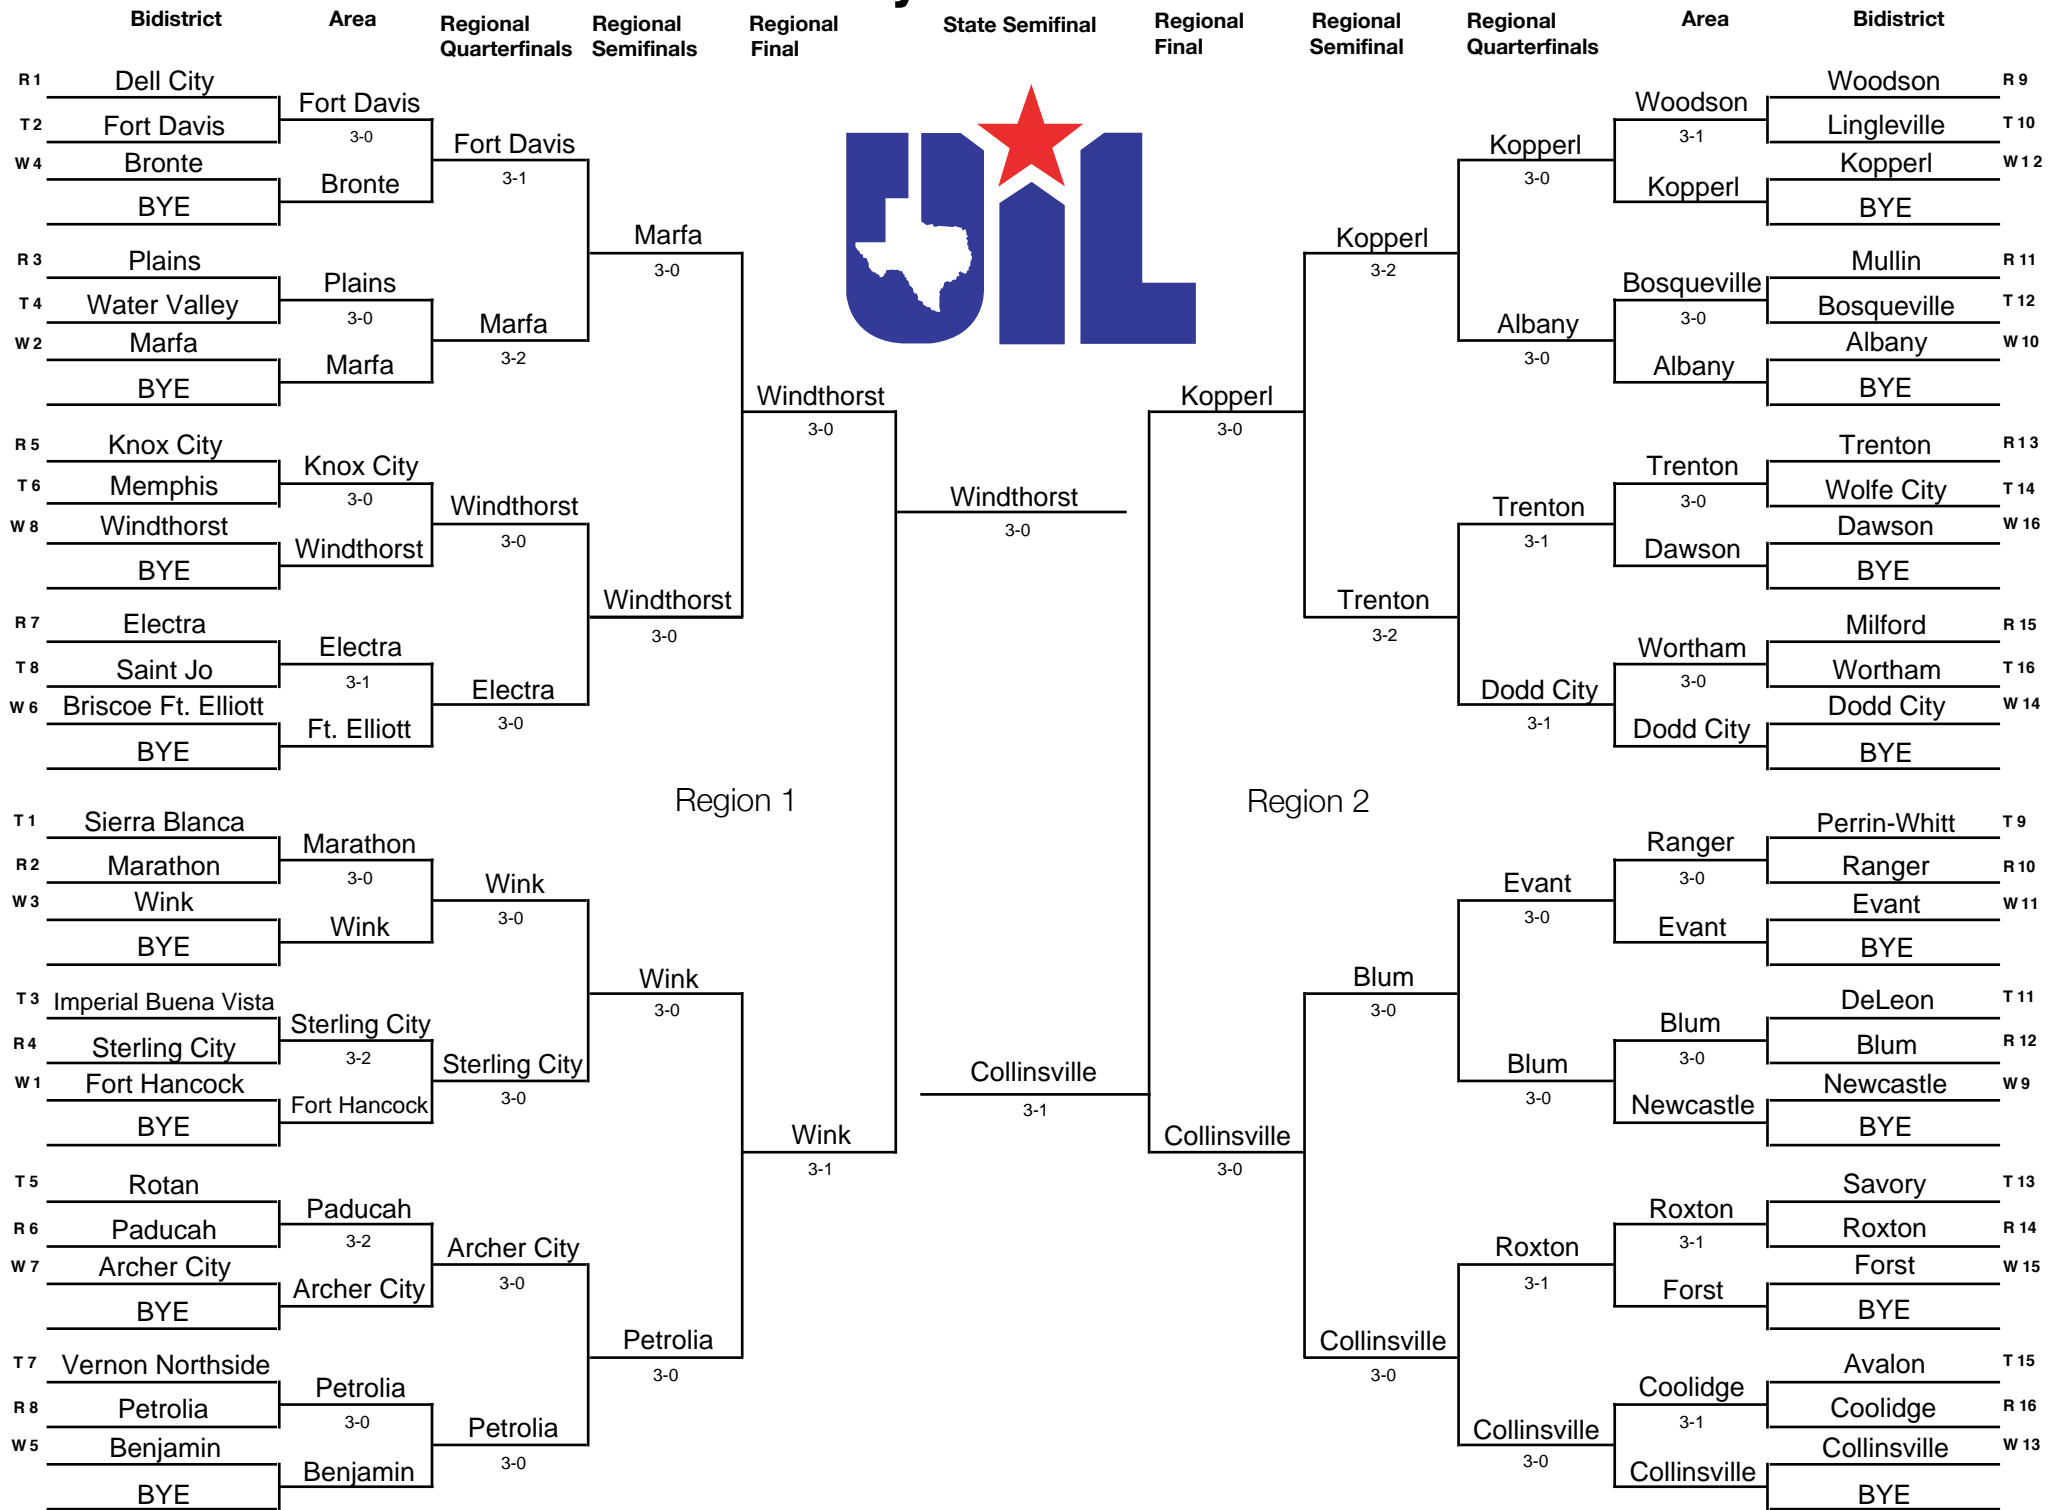 Bidistrict
Area
Regional
Quarterfinals
Regional
Semifinals
Regional
Final
State Semifinal
Regional
Final
Regional
Semifinal
Regional
Quarterfinals
Area
Bidistrict
R 1
Dell City
T 2
Fort Davis
W 4
Bronte
BYE
R 3
Plains
T 4
Water Valley
W 2
Marfa
BYE
R 5
Knox City
T 6
Memphis
W 8
Windthorst
BYE
R 7
Electra
T 8
Saint Jo
W 6
Briscoe Ft. Elliott
BYE
T 1
Sierra Blanca
R 2
Marathon
W 3
Wink
BYE
T 3
Imperial Buena Vista
R 4
Sterling City
W 1
Fort Hancock
BYE
T 5
Rotan
R 6
Paducah
W 7
Archer City
BYE
T 7
Vernon Northside
R 8
Petrolia
W 5
Benjamin
BYE
Fort Davis
3-0
Bronte
Plains
3-0
Marfa
Knox City
3-0
Windthorst
Electra
3-1
Ft. Elliott
Marathon
3-0
Wink
Sterling City
3-2
Fort Hancock
Paducah
3-2
Archer City
Petrolia
3-0
Benjamin
Fort Davis
3-1
Marfa
3-2
Windthorst
3-0
Electra
3-0
Wink
3-0
Sterling City
3-0
Archer City
3-0
Petrolia
3-0
Marfa
3-0
Windthorst
3-0
Region 1
Wink
3-0
Petrolia
3-0
Windthorst
3-0
Wink
3-1
UIL
Windthorst
3-0
Collinsville
3-1
Kopperl
3-0
Collinsville
3-0
Kopperl
3-2
Trenton
3-2
Region 2
Blum
3-0
Collinsville
3-0
Kopperl
3-0
Albany
3-0
Trenton
3-1
Dodd City
3-1
Evant
3-0
Blum
3-0
Roxton
3-1
Collinsville
3-0
Woodson
3-1
Kopperl
Bosqueville
3-0
Albany
Trenton
3-0
Dawson
Wortham
3-0
Dodd City
Ranger
3-0
Evant
Blum
3-0
Newcastle
Roxton
3-1
Forst
Coolidge
3-1
Collinsville
Woodson
R 9
Lingleville
T 10
Kopperl
W 1 2
BYE
Mullin
R 11
Bosqueville
T 12
Albany
W 10
BYE
Trenton
R 1 3
Wolfe City
T 14
Dawson
W 16
BYE
Milford
R 15
Wortham
T 16
Dodd City
W 14
BYE
Perrin-Whitt
T 9
Ranger
R 10
Evant
W 11
BYE
DeLeon
T 11
Blum
R 12
Newcastle
W 9
BYE
Savory
T 13
Roxton
R 14
Forst
W 15
BYE
Avalon
T 15
Coolidge
R 16
Collinsville
W 13
BYE